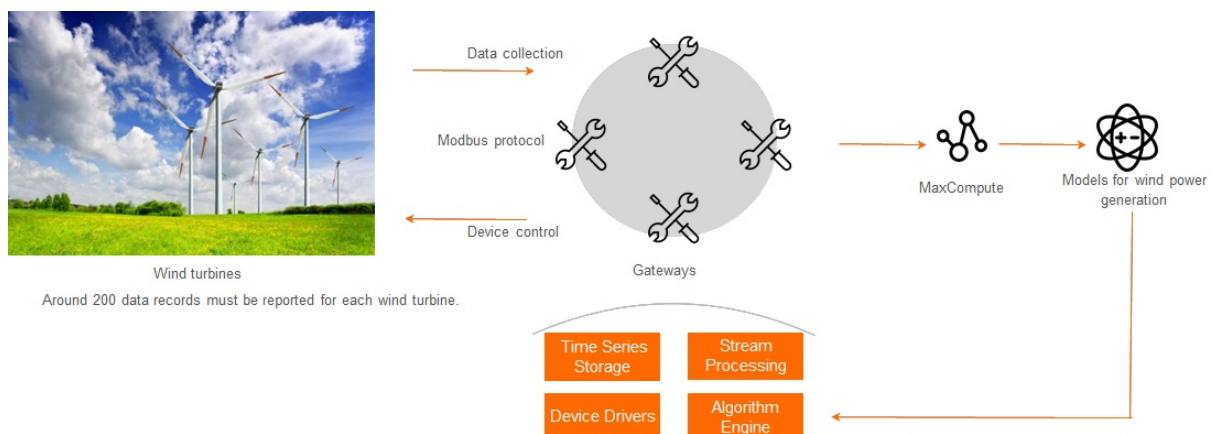 Data collection
Modbus protocol
Device control
Wind turbines
Around 200 data records must be reported for each wind turbine.
Gateways
MaxCompute
Models for wind power
generation
Time Series
Storage
Stream
Processing
Device Drivers
Algorithm
Engine